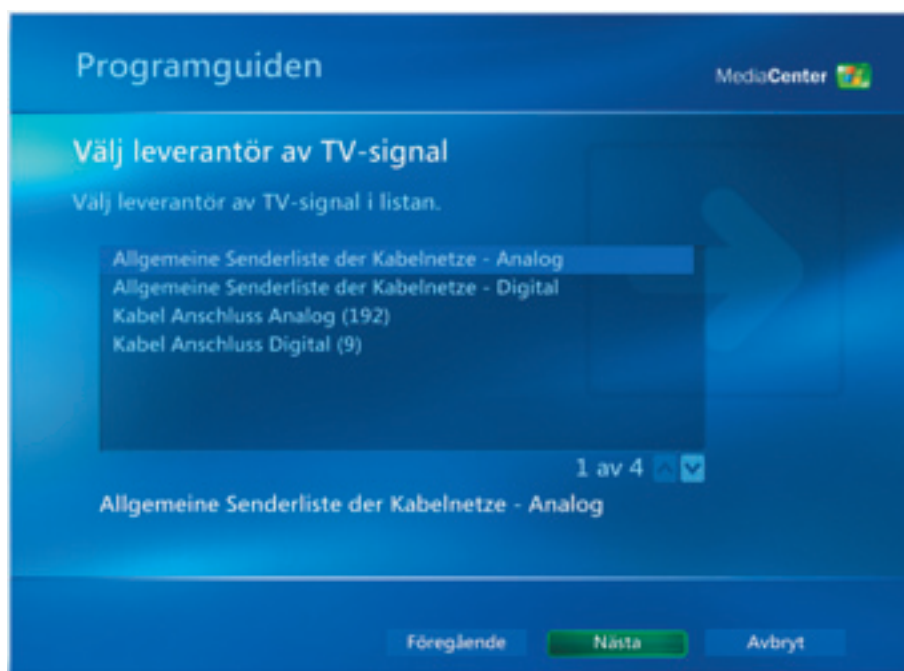 Programguiden
MediaCenter
Välj leverantör av TV-signal
Välj leverantör av TV-signal i listan.
Allgemeine Senderliste der Kabelnetze - Analog
Allgemeine Senderliste der Kabelnetze - Digital
Kabel Anschluss Analog (192)
Kabel Anschluss Digital (9)
1 av 4
Allgemeine Senderliste der Kabelnetze - Analog
Föregående Nästa Avbryt